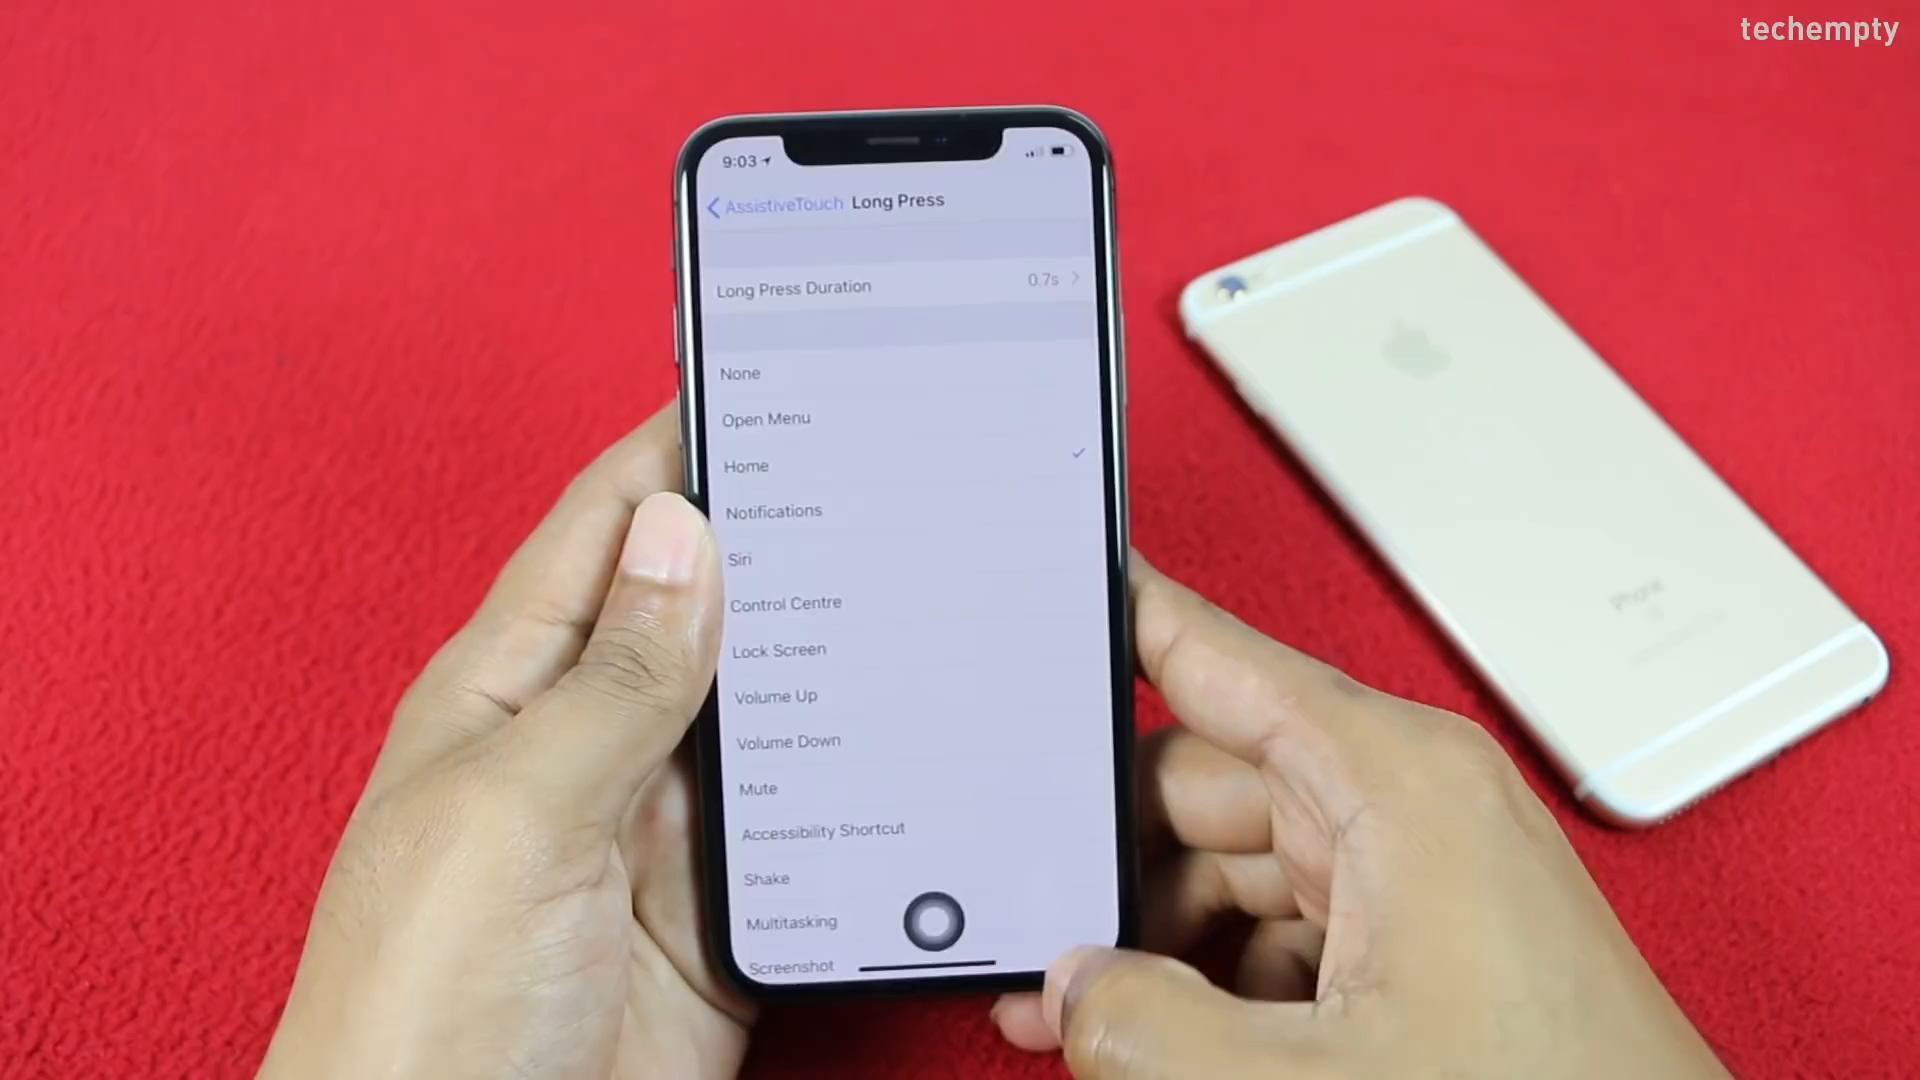 techempty
9:03
AssistiveTouch Long Press
Long Press Duration 0.7s
None
Open Menu
Home
Notifications
Siri
Control Centre
Lock Screen
Volume Up
Volume Down
Mute
Accessibility Shortcut
Shake
Multitasking
Screenshot
iPhone